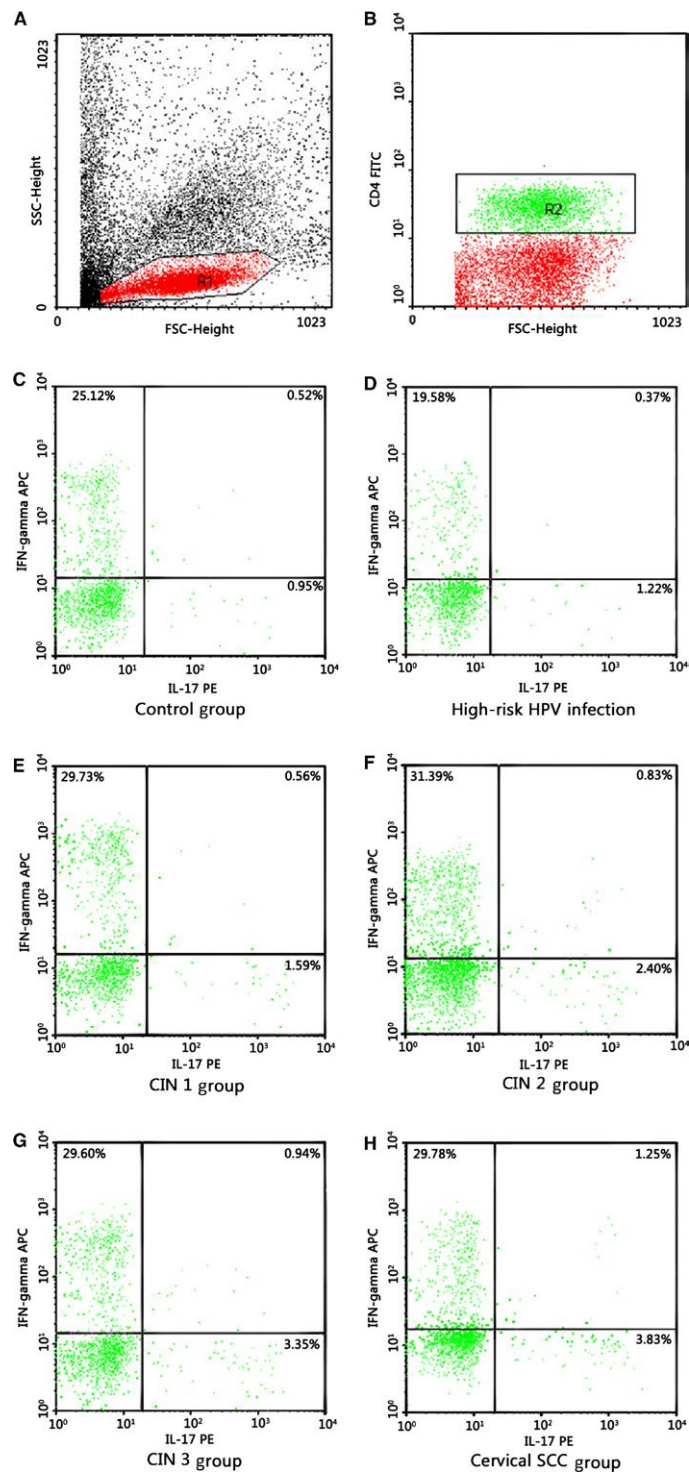 A
SSC-Height
1023
0
R1
0
1023
FSC-Height
B
CD4 FITC
10⁴
10³
10²
10¹
10⁰
R2
0
1023
FSC-Height
C
IFN-gamma APC
10⁴
10³
10²
10¹
10⁰
25.12%
0.52%
0.95%
10⁰ 10¹ 10² 10³ 10⁴
IL-17 PE
Control group
D
IFN-gamma APC
10⁴
10³
10²
10¹
10⁰
19.58%
0.37%
1.22%
10⁰ 10¹ 10² 10³ 10⁴
IL-17 PE
High-risk HPV infection
E
IFN-gamma APC
10⁴
10³
10²
10¹
10⁰
29.73%
0.56%
1.59%
10⁰ 10¹ 10² 10³ 10⁴
IL-17 PE
CIN 1 group
F
IFN-gamma APC
10⁴
10³
10²
10¹
10⁰
31.39%
0.83%
2.40%
10⁰ 10¹ 10² 10³ 10⁴
IL-17 PE
CIN 2 group
G
IFN-gamma APC
10⁴
10³
10²
10¹
10⁰
29.60%
0.94%
3.35%
10⁰ 10¹ 10² 10³ 10⁴
IL-17 PE
CIN 3 group
H
IFN-gamma APC
10⁴
10³
10²
10¹
10⁰
29.78%
1.25%
3.83%
10⁰ 10¹ 10² 10³ 10⁴
IL-17 PE
Cervical SCC group